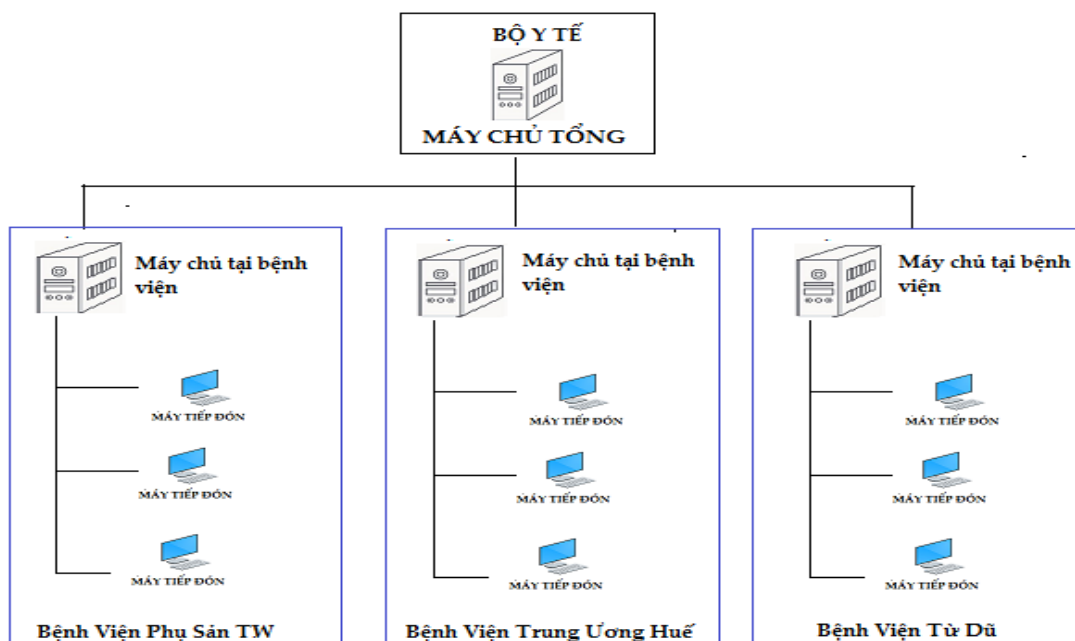 BỘ Y TẾ
MÁY CHỦ TỔNG
Máy chủ tại bệnh
viện
MÁY TIẾP ĐÓN
MÁY TIẾP ĐÓN
MÁY TIẾP ĐÓN
Bệnh Viện Phụ Sản TW
Máy chủ tại bệnh
viện
MÁY TIẾP ĐÓN
MÁY TIẾP ĐÓN
MÁY TIẾP ĐÓN
Bệnh Viện Trung Ương Huế
Máy chủ tại bệnh
viện
MÁY TIẾP ĐÓN
MÁY TIẾP ĐÓN
MÁY TIẾP ĐÓN
Bệnh Viện Từ Dũ